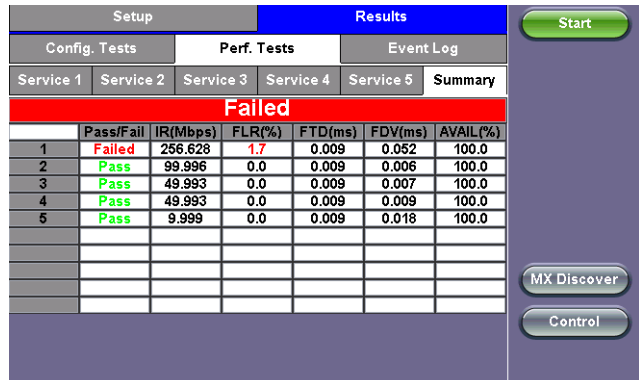 Setup Results Start
Config. Tests Perf. Tests Event Log
Service 1 Service 2 Service 3 Service 4 Service 5 Summary
Failed
Pass/Fail IR(Mbps) FLR(%) FTD(ms) FDV(ms) AVAIL(%)
1 Failed 256.628 1.7 0.009 0.052 100.0
2 Pass 99.996 0.0 0.009 0.006 100.0
3 Pass 49.993 0.0 0.009 0.007 100.0
4 Pass 49.993 0.0 0.009 0.009 100.0
5 Pass 9.999 0.0 0.009 0.018 100.0
MX Discover
Control